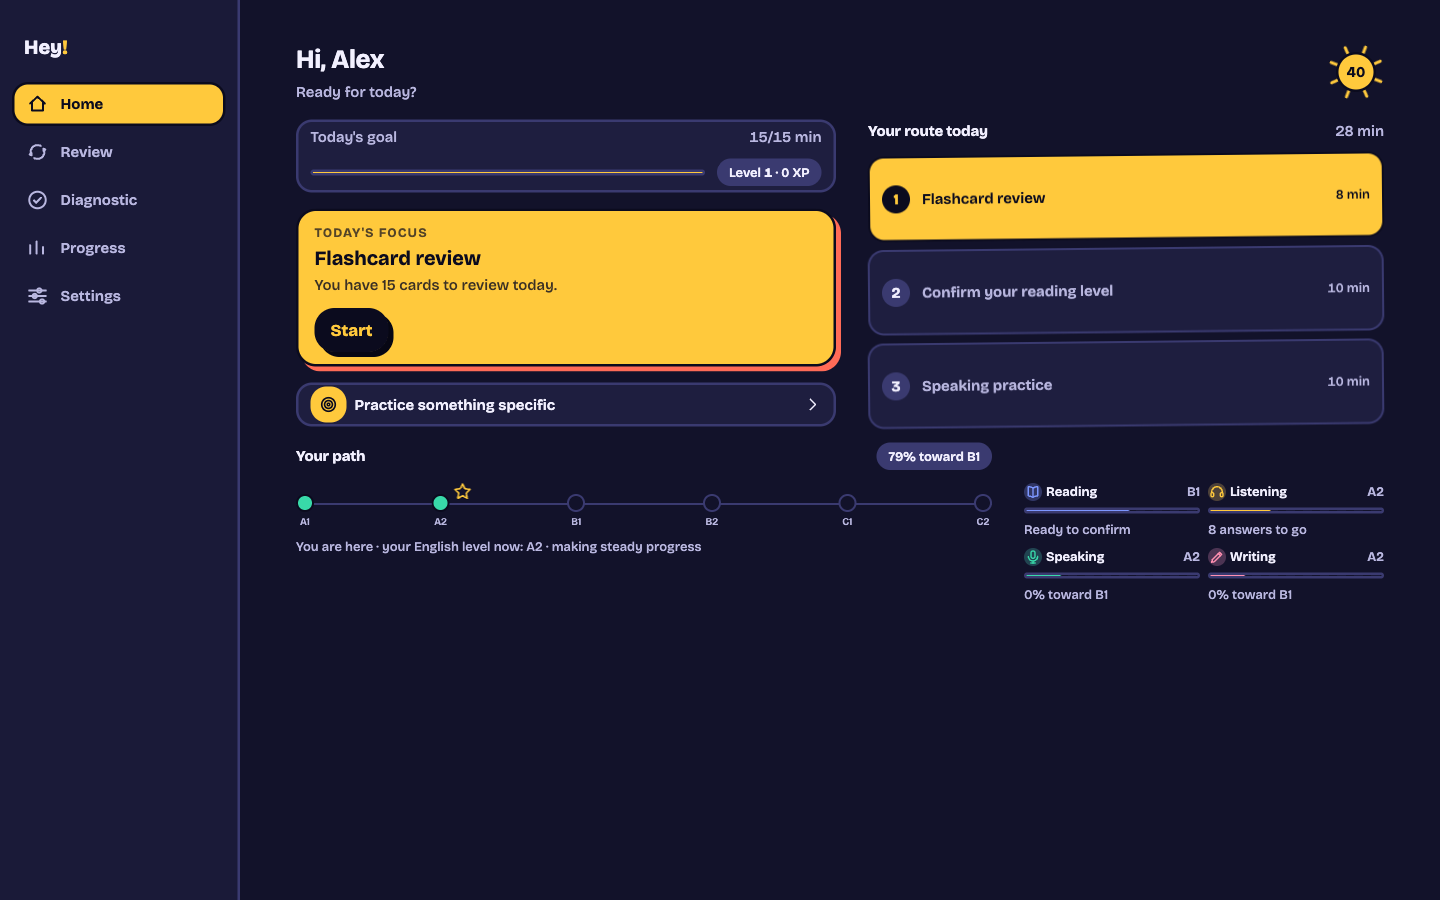 Hey!
Home
Review
Diagnostic
Progress
Settings
Hi, Alex
Ready for today?
40
Today's goal
15/15 min
Level 1 · 0 XP
TODAY'S FOCUS
Flashcard review
You have 15 cards to review today.
Start
Practice something specific
Your route today
28 min
1
Flashcard review
8 min
2
Confirm your reading level
10 min
3
Speaking practice
10 min
Your path
79% toward B1
A1
A2
B1
B2
C1
C2
You are here · your English level now: A2 · making steady progress
Reading
B1
Ready to confirm
Listening
A2
8 answers to go
Speaking
A2
0% toward B1
Writing
A2
0% toward B1